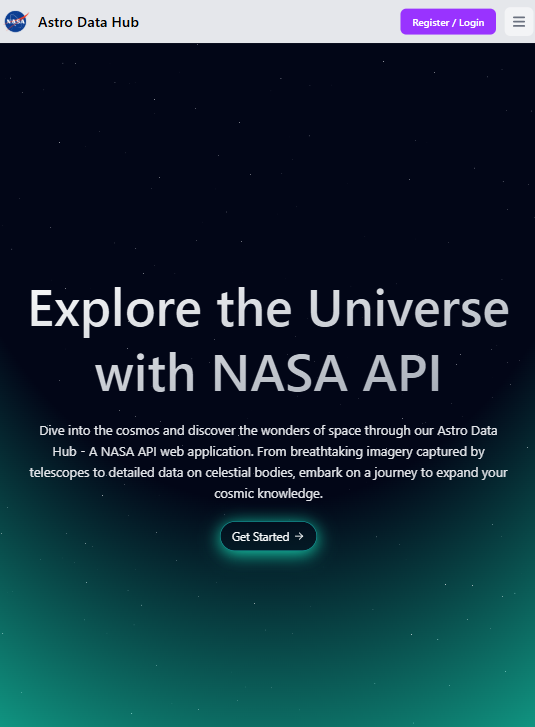 NASA
Astro Data Hub
Register / Login
Explore the Universe
with NASA API
Dive into the cosmos and discover the wonders of space through our Astro Data
Hub - A NASA API web application. From breathtaking imagery captured by
telescopes to detailed data on celestial bodies, embark on a journey to expand your
cosmic knowledge.
Get Started →